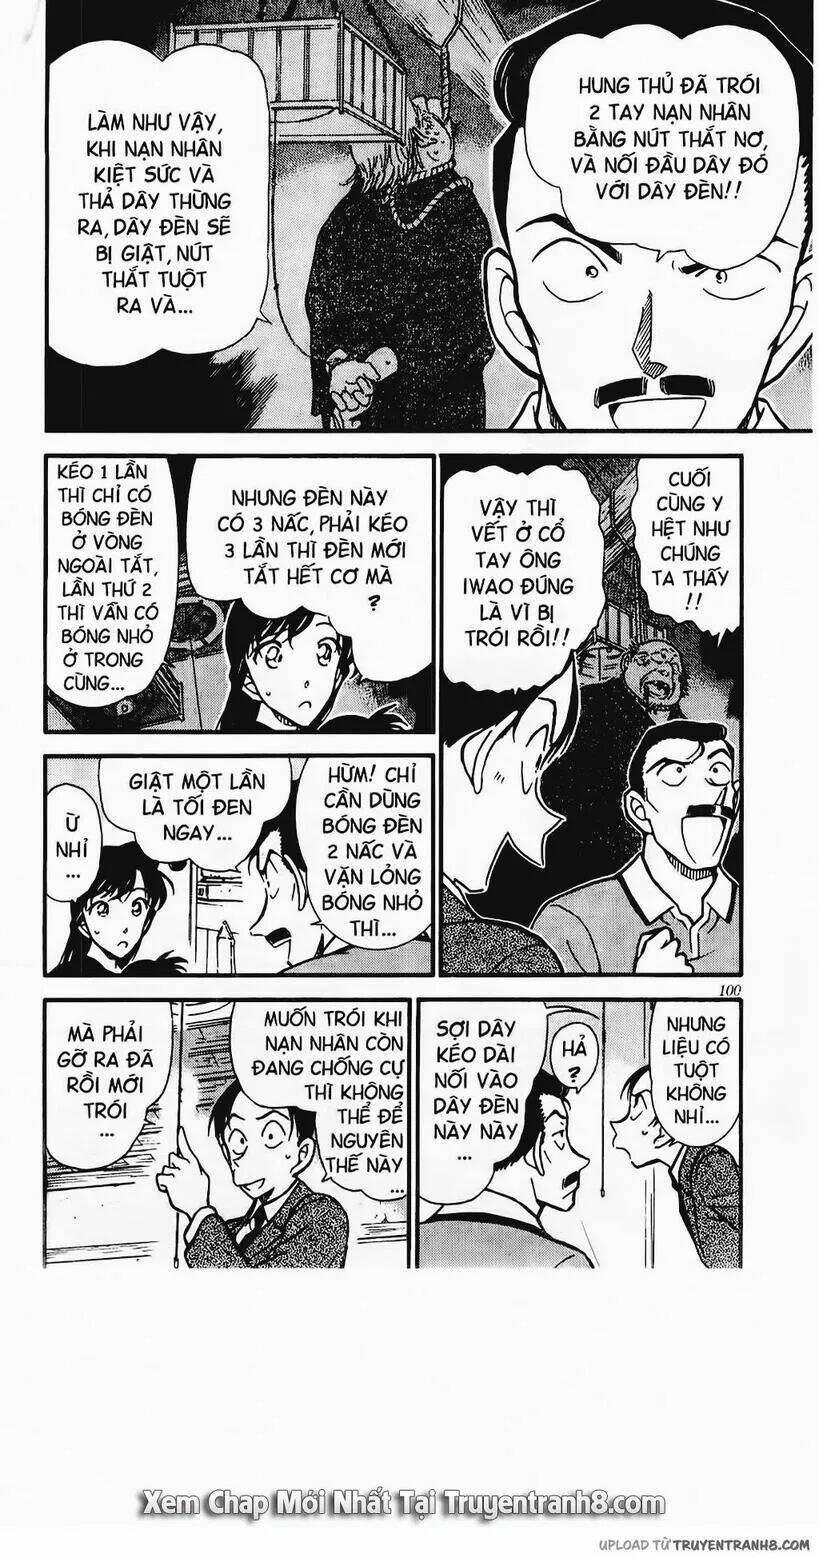 HUNG THỦ ĐÃ TRÓI
2 TAY NẠN NHÂN
BẰNG NÚT THẮT NƠ,
VÀ NỐI ĐẦU DÂY ĐÓ
VỚI DÂY ĐÈN!!
LÀM NHƯ VẬY,
KHI NẠN NHÂN
KIỆT SỨC VÀ
THẢ DÂY THỪNG
RA, DÂY ĐÈN SẼ
BỊ GIẬT, NÚT
THẮT TUỘT
RA VÀ...
CUỐI
CÙNG Y
HỆT NHƯ
CHÚNG
TA THẤY
!!
VẬY THÌ
VẾT Ở CỔ
TAY ÔNG
IWAO ĐÚNG
LÀ VÌ BỊ
TRÓI RỒI!!
NHƯNG ĐÈN NÀY
CÓ 3 NẤC, PHẢI KÉO
3 LẦN THÌ ĐÈN MỚI
TẮT HẾT CƠ MÀ
?
KÉO 1 LẦN
THÌ CHỈ CÓ
BÓNG ĐÈN
Ở VÒNG
NGOÀI TẮT,
LẦN THỨ 2
THÌ VẪN CÓ
BÓNG NHỎ
Ở TRONG
CÙNG...
HỪM! CHỈ
CẦN DÙNG
BÓNG ĐÈN
2 NẤC VÀ
VẶN LỎNG
BÓNG NHỎ
THÌ...
GIẬT MỘT LẦN
LÀ TỐI ĐEN
NGAY...
Ừ
NHỈ
...
100
NHƯNG
LIỆU CÓ
TUỘT
KHÔNG
NHỈ...
HẢ
?
SỢI DÂY
KÉO DÀI
NỐI VÀO
DÂY ĐÈN
NÀY NÀY
...
MUỐN TRÓI KHI
NẠN NHÂN CÒN
ĐANG CHỐNG CỰ
THÌ KHÔNG
THỂ ĐỂ
NGUYÊN
THẾ NÀY
...
MÀ PHẢI
GỠ RA ĐÃ
RỒI MỚI
TRÓI
...
Xem Chap Mới Nhất Tại Truyentranh8.com
UPLOAD TỪ TRUYENTRANH8.COM